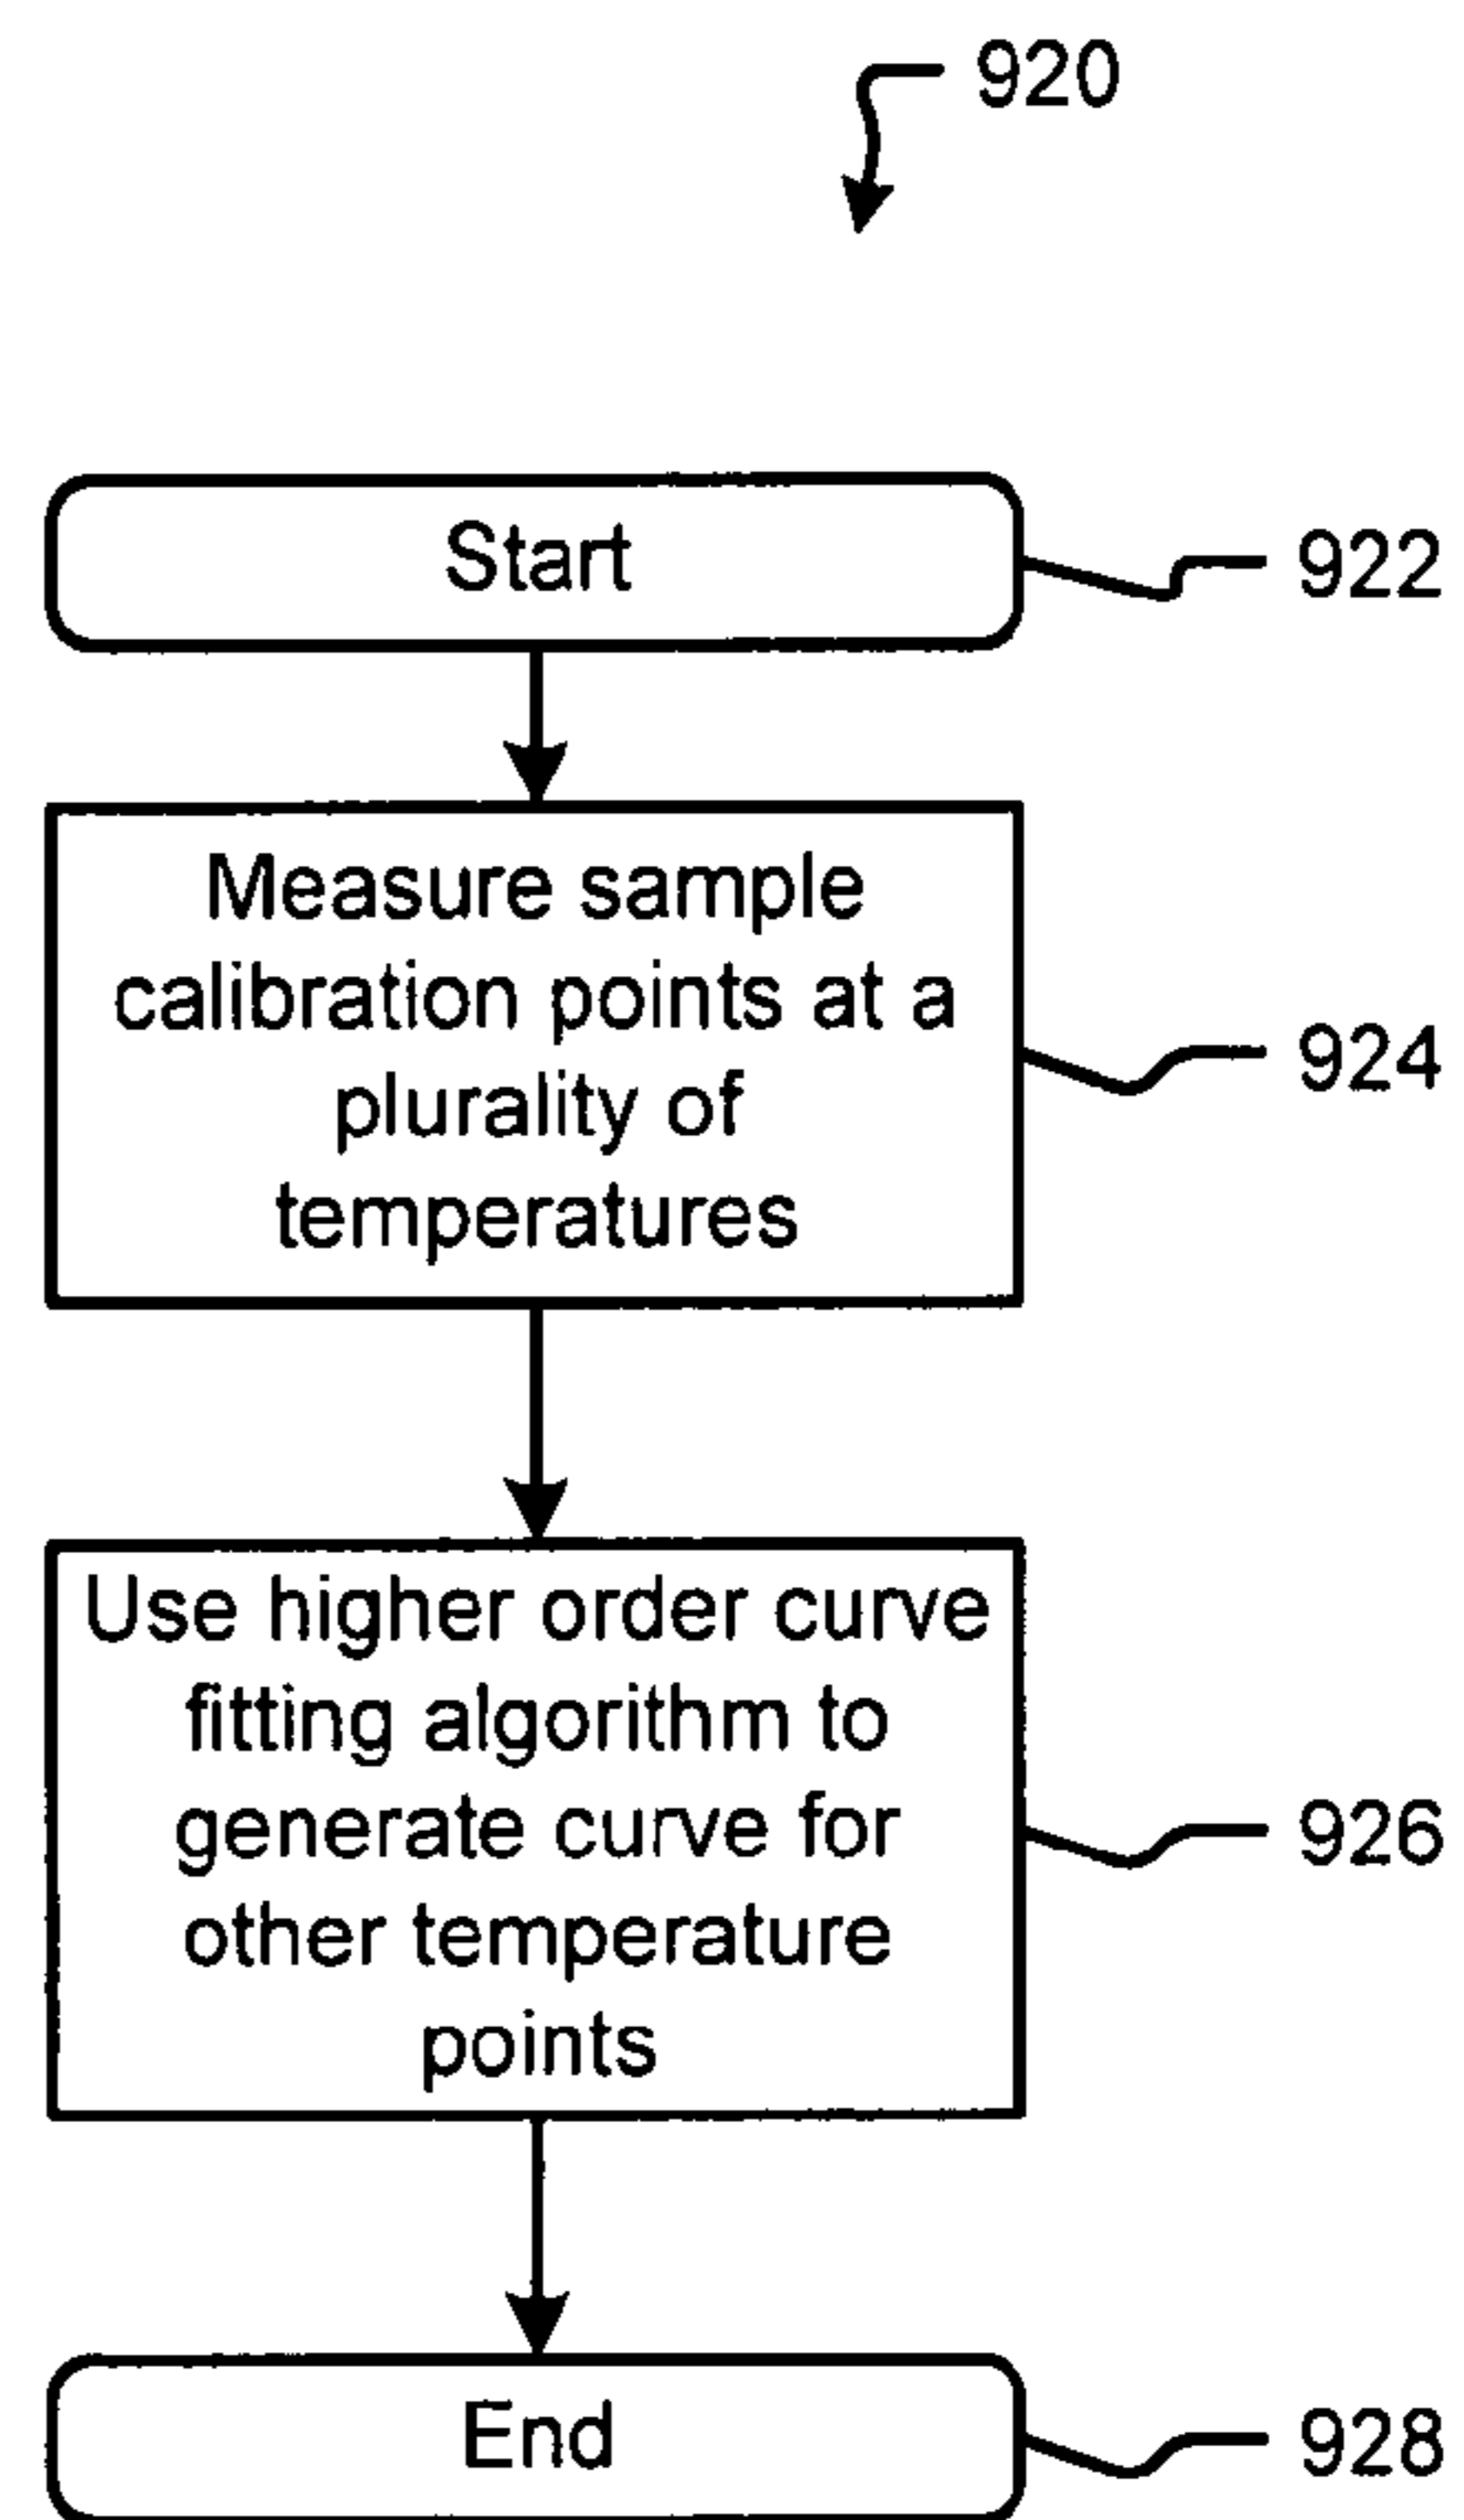 920
Start
922
Measure sample
calibration points at a
plurality of
temperatures
924
Use higher order curve
fitting algorithm to
generate curve for
other temperature
points
926
End
928